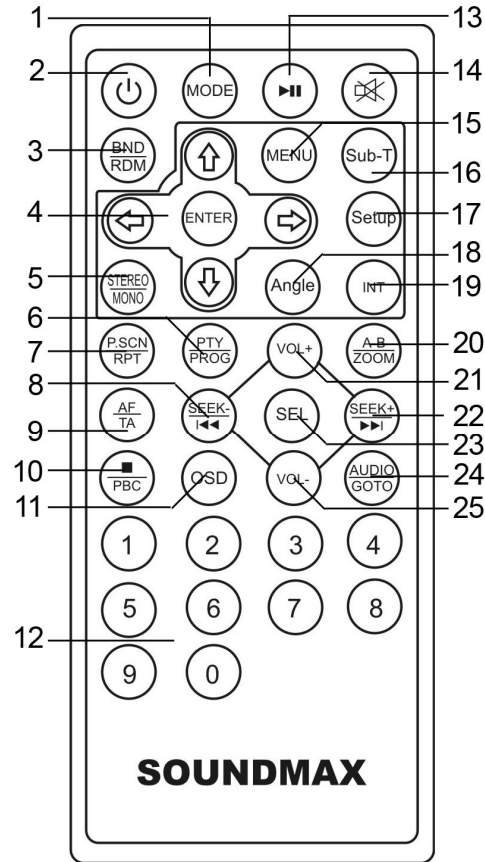 1
13
2
14
MODE
BND
RDM
MENU
Sub-T
15
3
16
4
ENTER
Setup
17
5
STEREO
MONO
Angle
INT
18
19
6
7
P.SCN
RPT
PTY
PROG
VOL+
A-B
ZOOM
20
21
8
AF
TA
SEEK-
SEL
SEEK+
22
9
23
10
PBC
OSD
VOL-
AUDIO
GOTO
24
11
25
1 2 3 4
5 6 7 8
12
9 0
SOUNDMAX